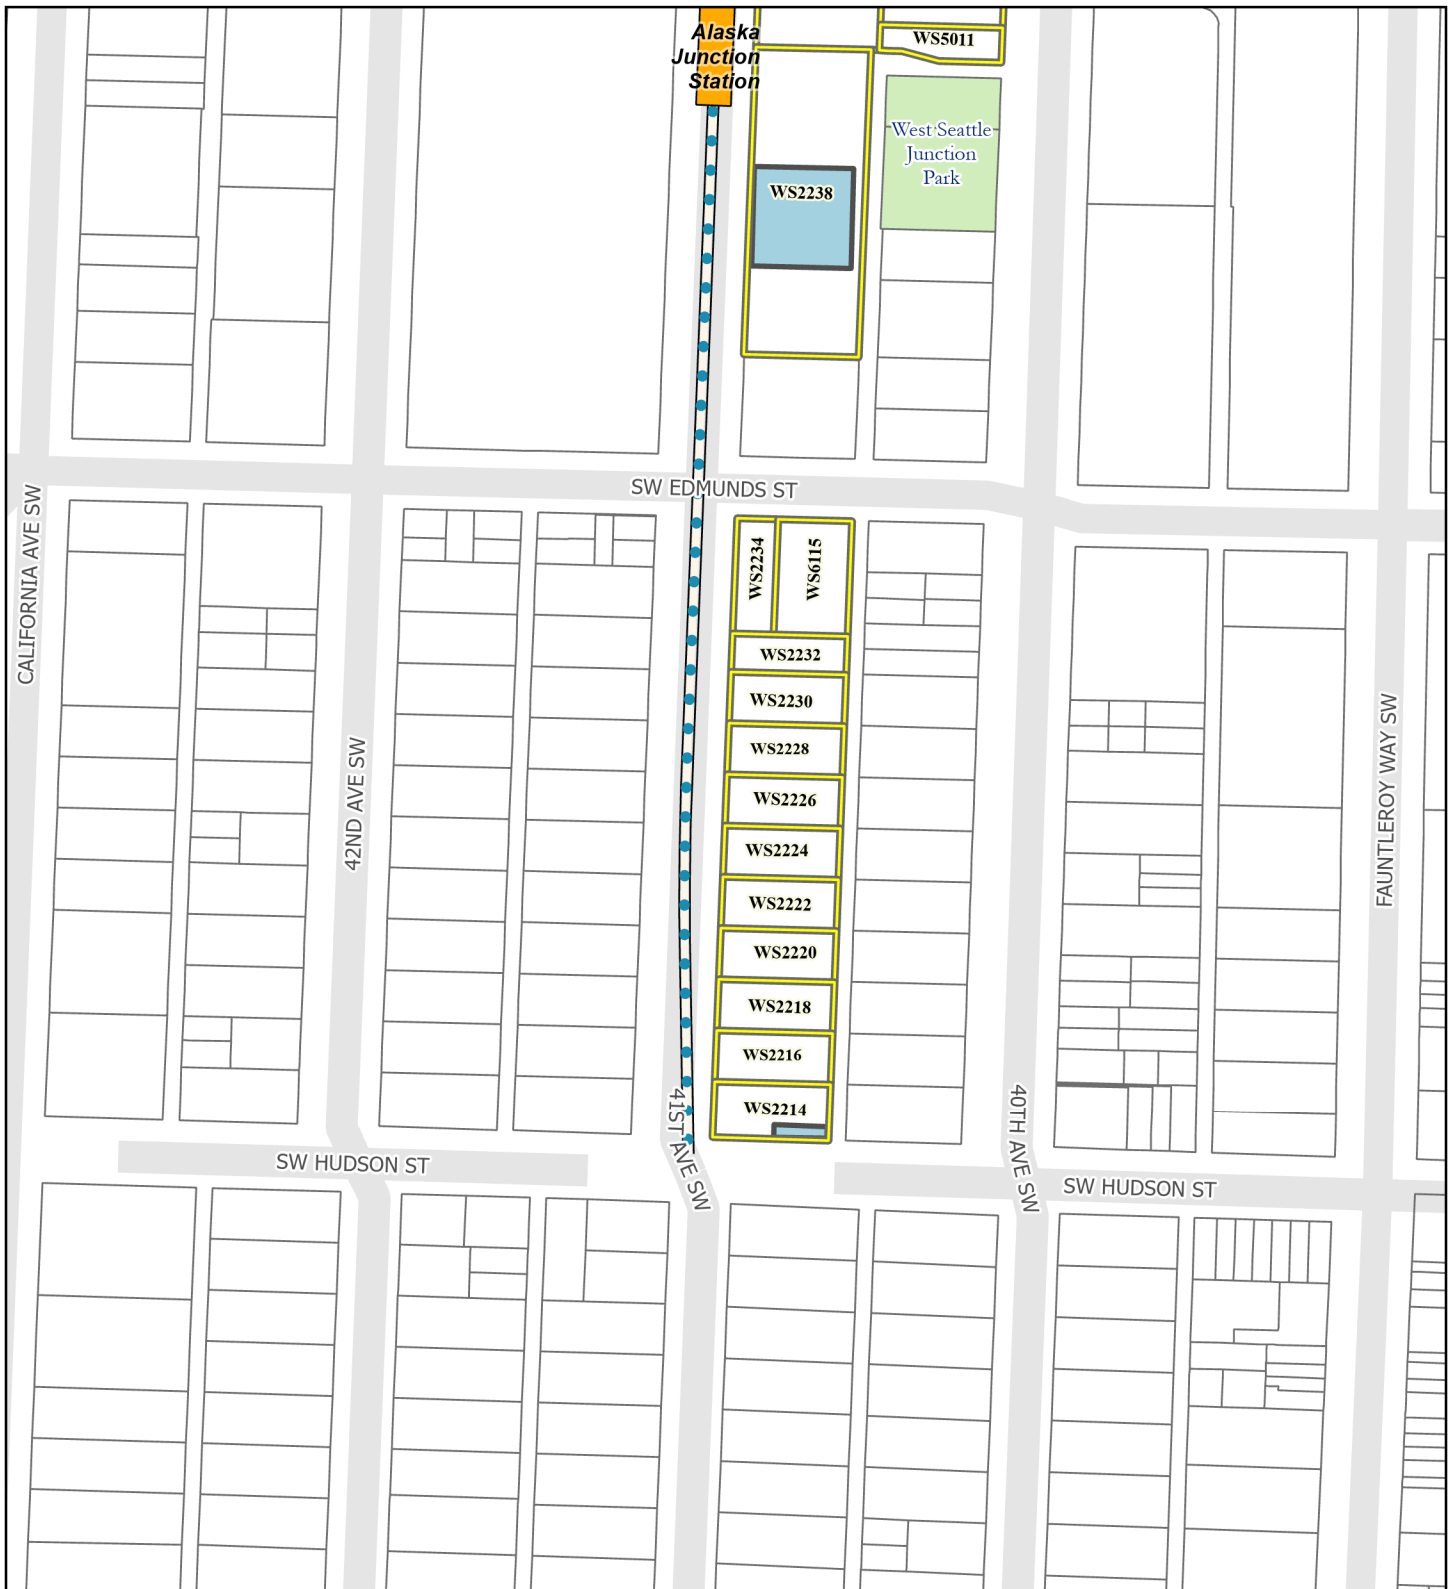 Alaska
Junction
Station
WS5011
West Seattle
Junction
Park
WS2238
SW EDMUNDS ST
CALIFORNIA AVE SW
WS2234
WS6115
WS2232
WS2230
42ND AVE SW
FAUNTLEROY WAY SW
WS2228
WS2226
WS2224
WS2222
WS2220
WS2218
WS2216
WS2214
41ST AVE SW
40TH AVE SW
SW HUDSON ST
SW HUDSON ST